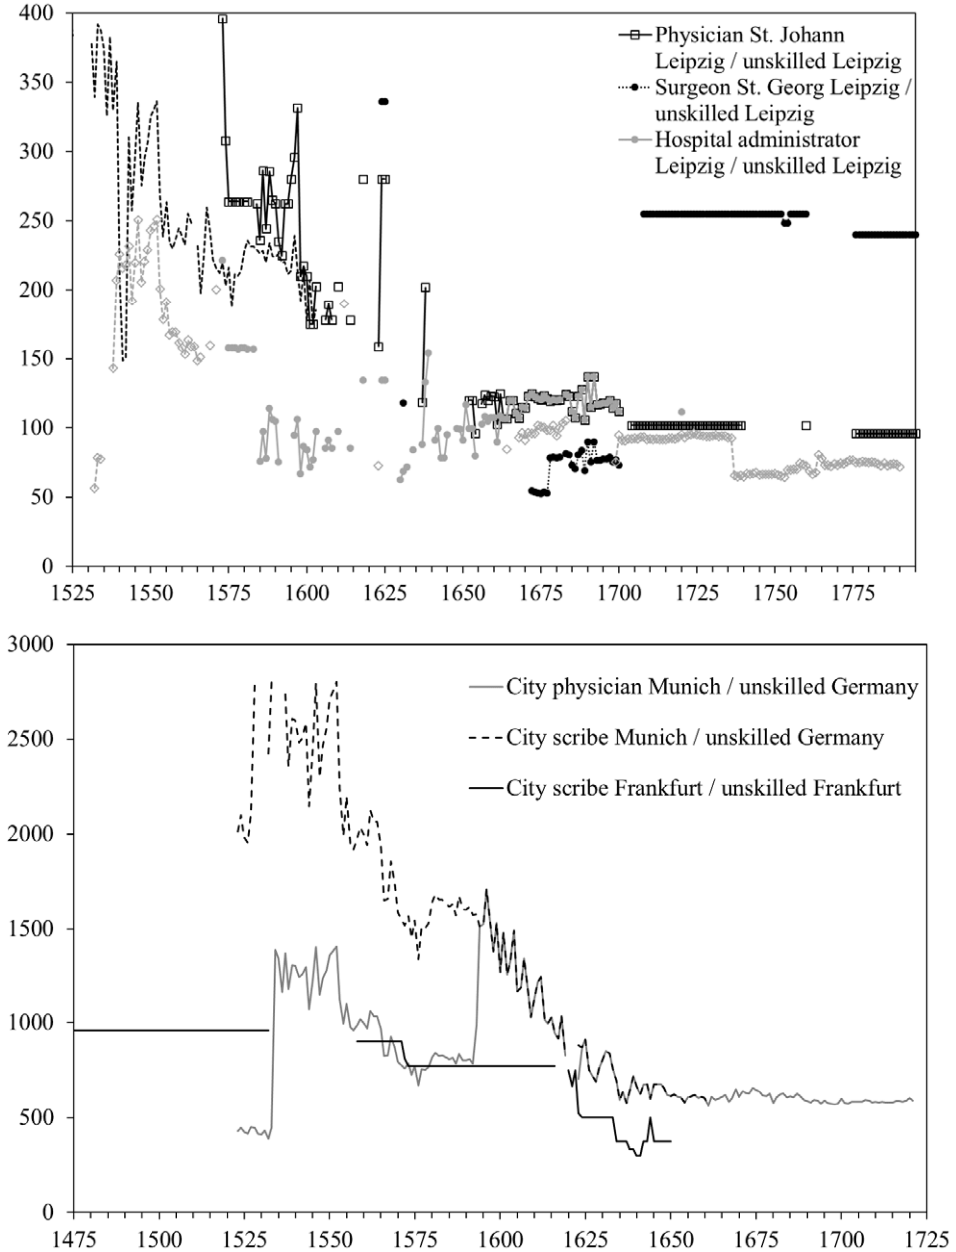 400
350
300
250
200
150
100
50
0
Physician St. Johann
Leipzig / unskilled Leipzig
Surgeon St. Georg Leipzig /
unskilled Leipzig
Hospital administrator
Leipzig / unskilled Leipzig
1525 1550 1575 1600 1625 1650 1675 1700 1725 1750 1775
3000
2500
2000
1500
1000
500
0
City physician Munich / unskilled Germany
City scribe Munich / unskilled Germany
City scribe Frankfurt / unskilled Frankfurt
1475 1500 1525 1550 1575 1600 1625 1650 1675 1700 1725